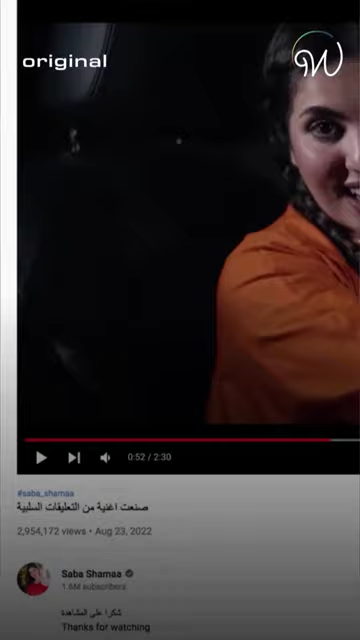 original
W
0:52 / 2:30
#saba_shamaa
صنعت اغنية من التعليقات السلبية
2,954,172 views • Aug 23, 2022
Saba Shamaa
1.6M subscribers
شكرا على المشاهدة
Thanks for watching